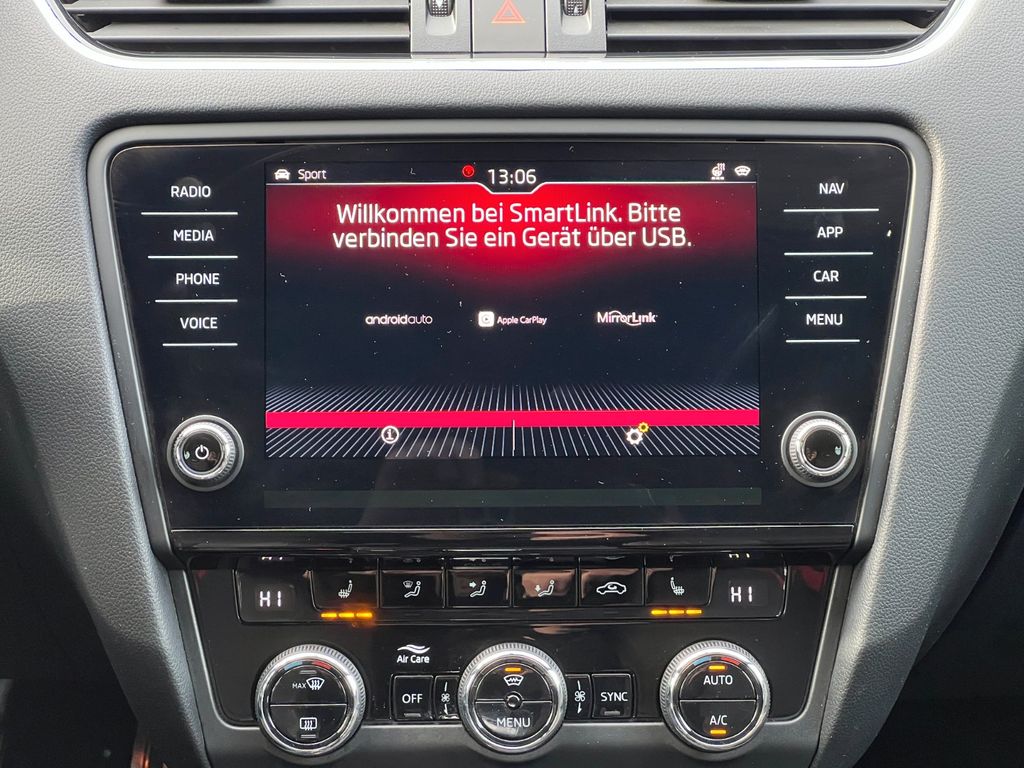 Sport
13:06
RADIO
MEDIA
PHONE
VOICE
Willkommen bei SmartLink. Bitte
verbinden Sie ein Gerät über USB.
androidauto
Apple CarPlay
MirrorLink
NAV
APP
CAR
MENU
HI
HI
Air Care
MAX
OFF
MENU
SYNC
AUTO
A/C